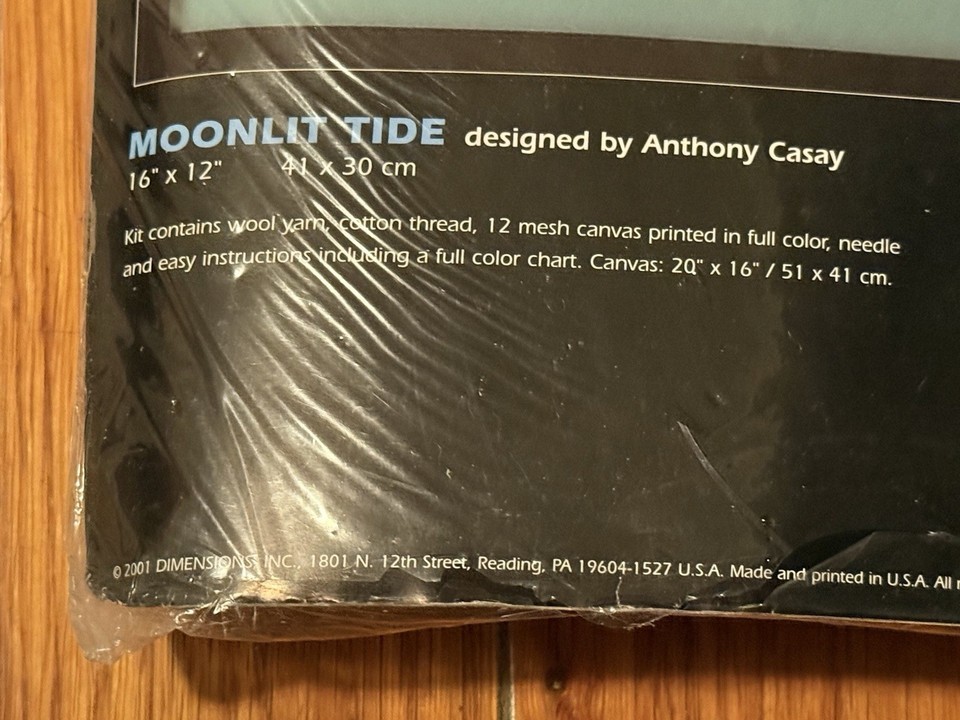 MOONLIT TIDE designed by Anthony Casay
16" x 12" 41 x 30 cm
Kit contains wool yarn, cotton thread, 12 mesh canvas printed in full color, needle
and easy instructions including a full color chart. Canvas: 20" x 16" / 51 x 41 cm.
© 2001 DIMENSIONS, INC., 1801 N. 12th Street, Reading, PA 19604-1527 U.S.A. Made and printed in U.S.A. All